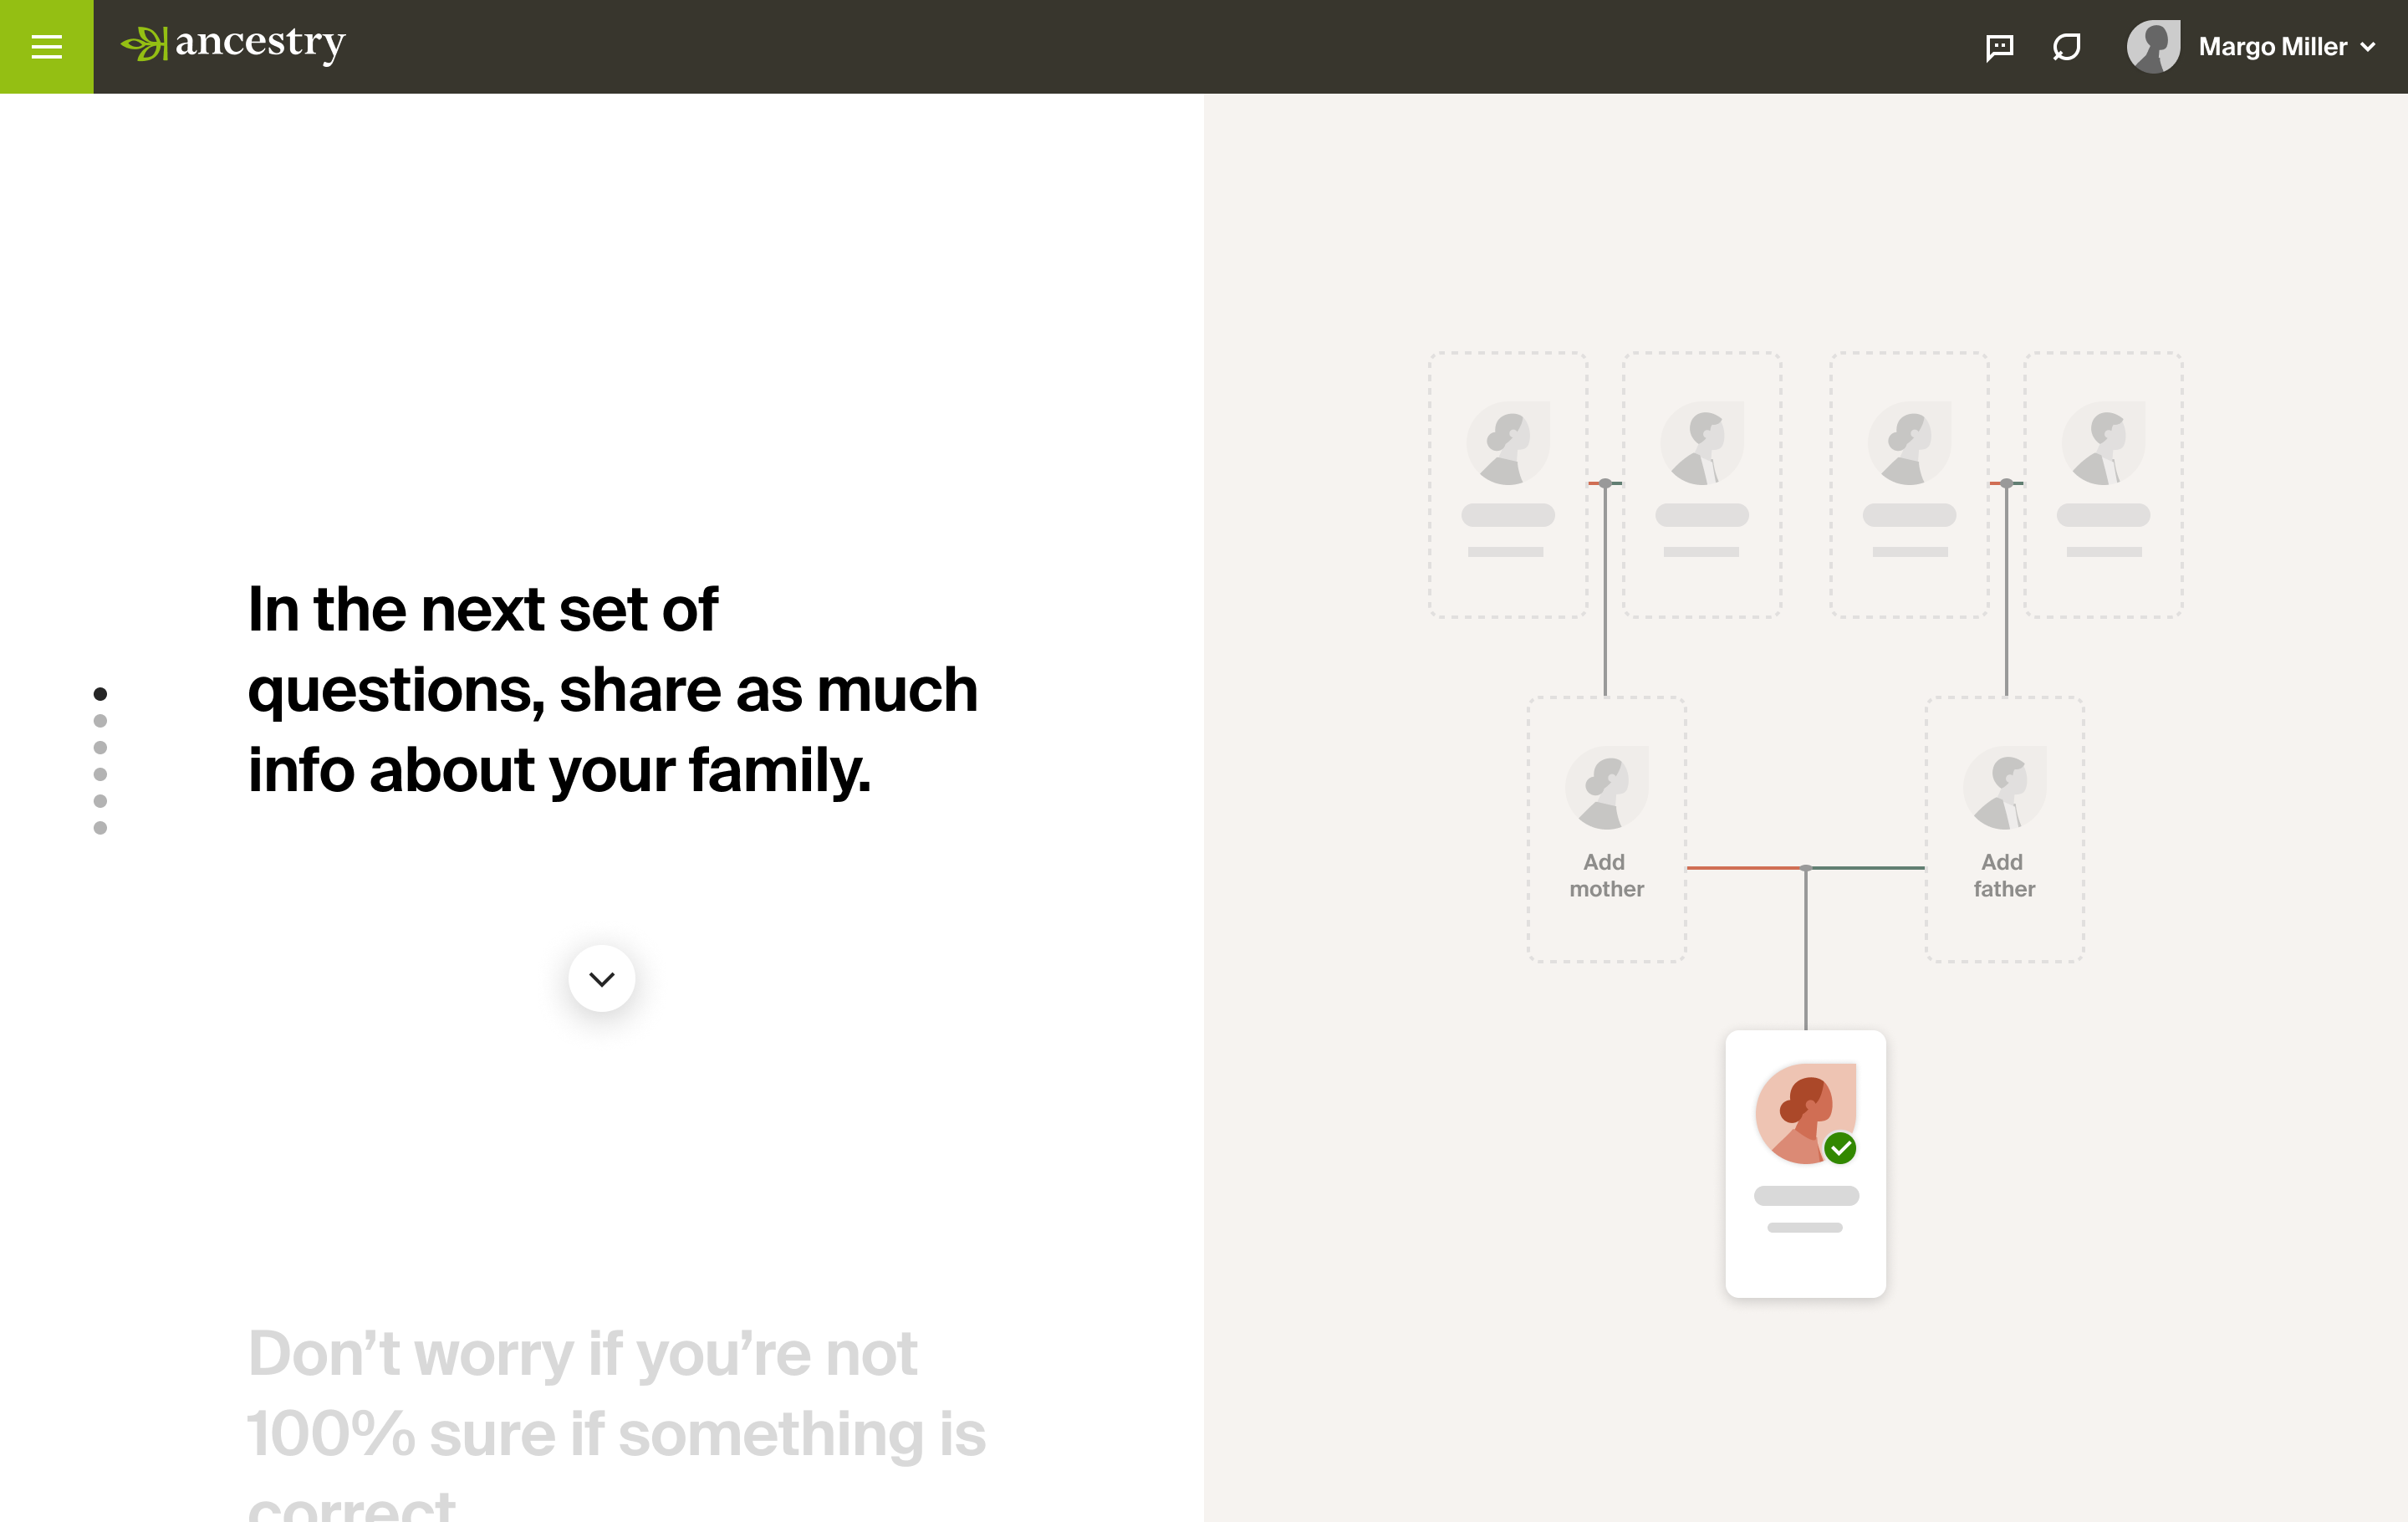 ancestry
Margo Miller
In the next set of
questions, share as much
info about your family.
Don’t worry if you’re not
100% sure if something is
correct
Add
mother
Add
father